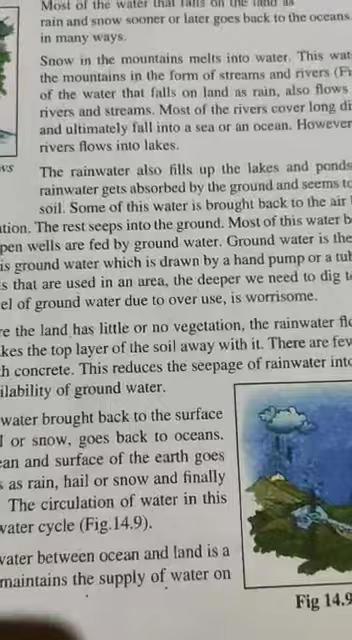 Most of the water that falls on the land as
rain and snow sooner or later goes back to the oceans
in many ways.
Snow in the mountains melts into water. This
the mountains in the form of streams and rivers
of the water that falls on land as rain, also flows
rivers and streams. Most of the rivers cover long
and ultimately fall into a sea or an ocean. However
rivers flows into lakes.
The rainwater also fills up the lakes and ponds
rainwater gets absorbed by the ground and seems to
soil. Some of this water is brought back to the air
ation. The rest seeps into the ground. Most of this water b
pen wells are fed by ground water. Ground water is the
is ground water which is drawn by a hand pump or a
s that are used in an area, the deeper we need to dig
el of ground water due to over use, is worrisome.
re the land has little or no vegetation, the rainwater
kes the top layer of the soil away with it. There are few
h concrete. This reduces the seepage of rainwater into
ilability of ground water.
water brought back to the surface
l or snow, goes back to oceans.
ean and surface of the earth goes
s as rain, hail or snow and finally
The circulation of water in this
water cycle (Fig.14.9).
water between ocean and land is a
maintains the supply of water on
Fig 14.9